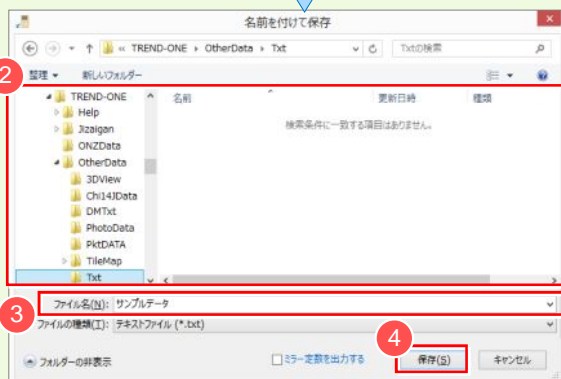 名前を付けて保存
« TREND-ONE › OtherData › Txt
Txtの検索
2
整理 新しいフォルダー
TREND-ONE
Help
Jizaigan
ONZData
OtherData
3DView
Chi14JData
DMTxt
PhotoData
PktDATA
TileMap
Txt
名前 更新日時 種類
検索条件に一致する項目はありません。
3
ファイル名(N): サンプルデータ
ファイルの種類(T): テキストファイル (*.txt)
4
フォルダーの非表示
ミラー定数を出力する
保存(S)
キャンセル